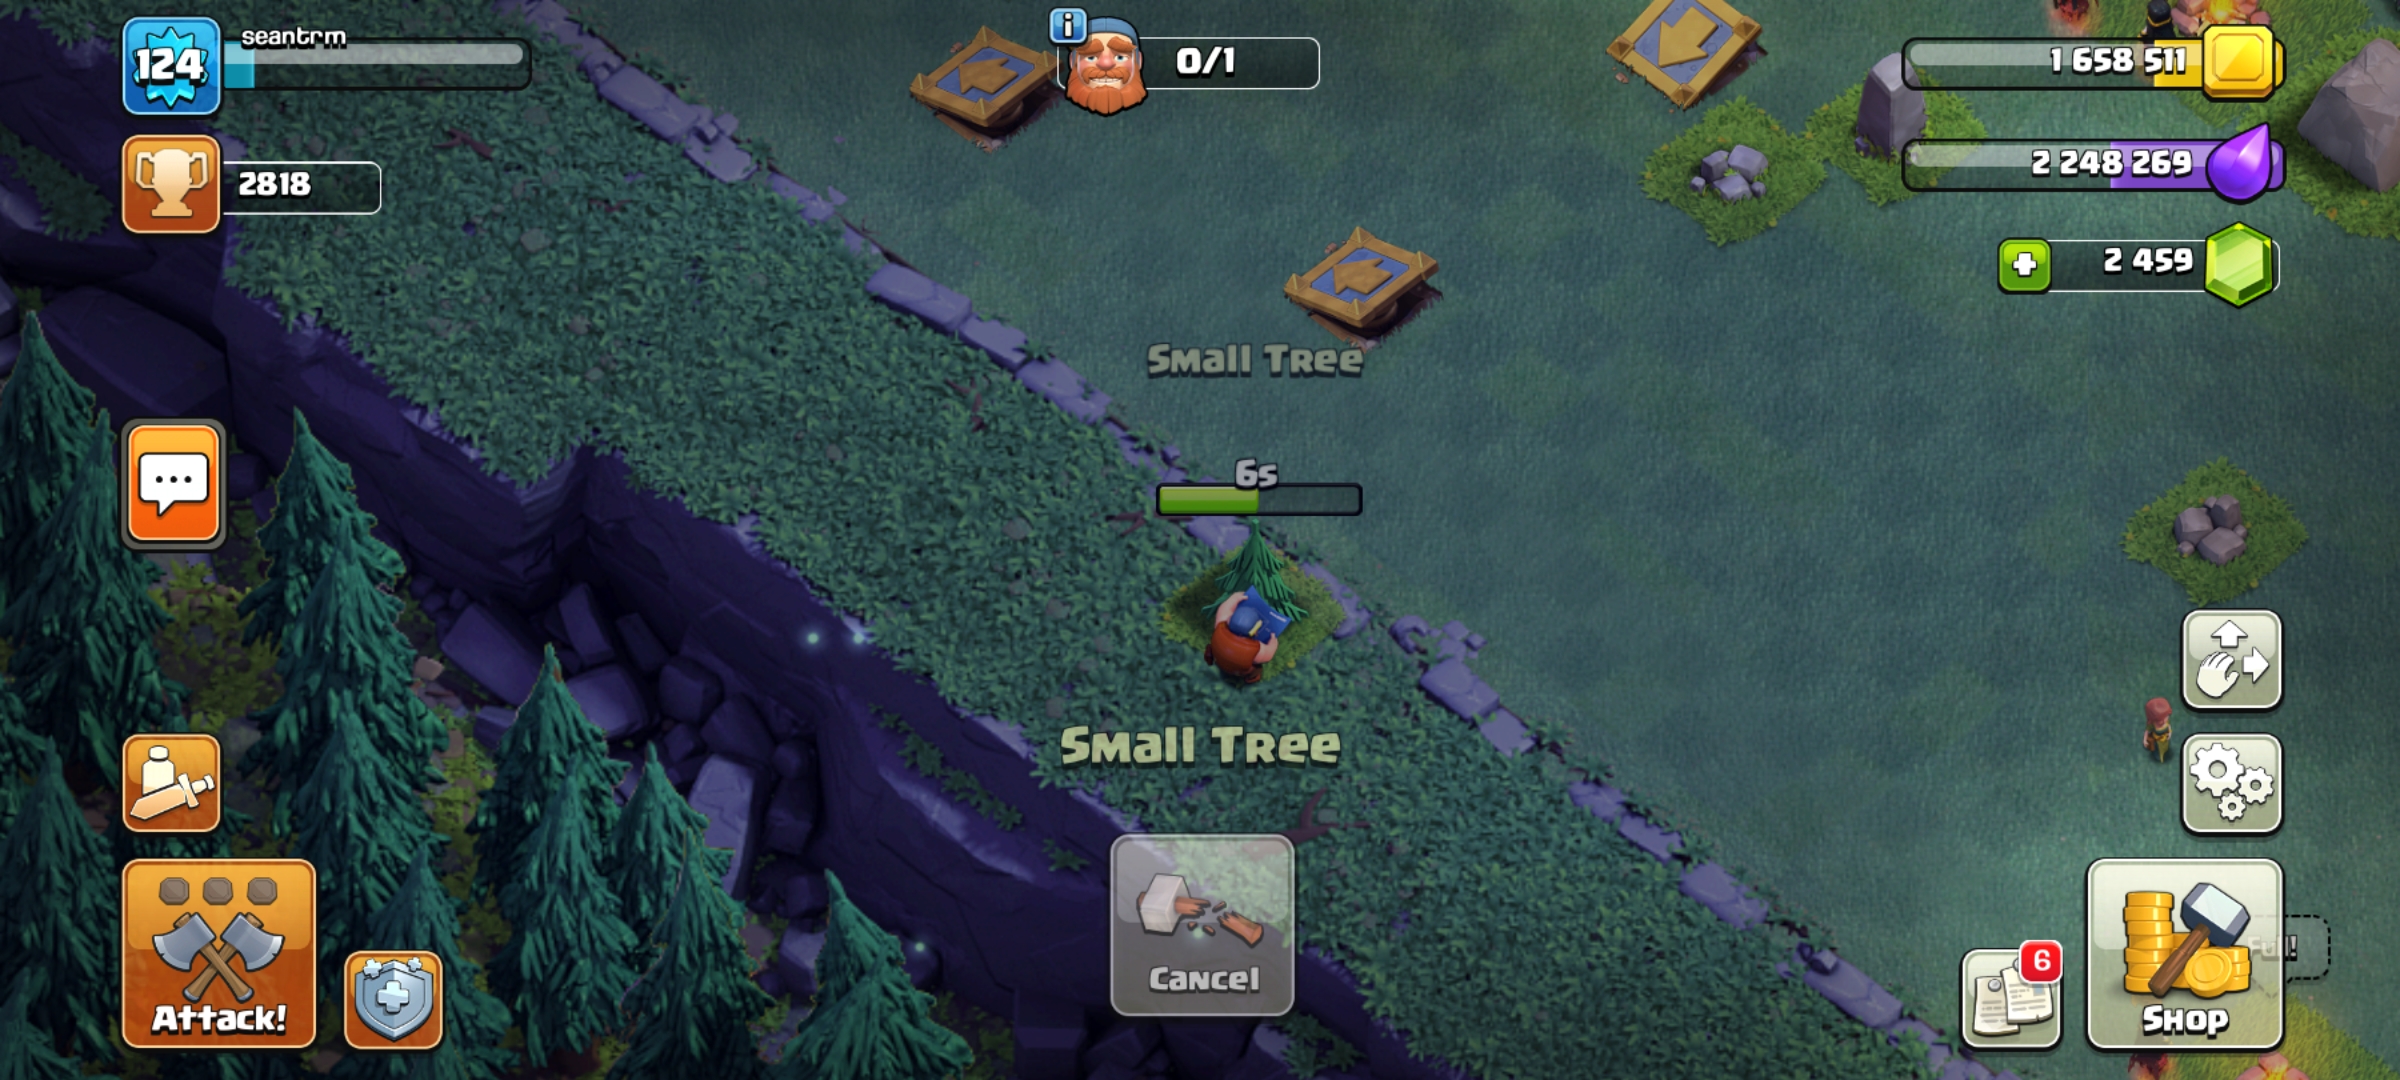 124
seantrm
i
0/1
1 658 511
2818
2 248 269
2 459
Small Tree
6s
Small Tree
Cancel
Attack!
6
Full!
Shop